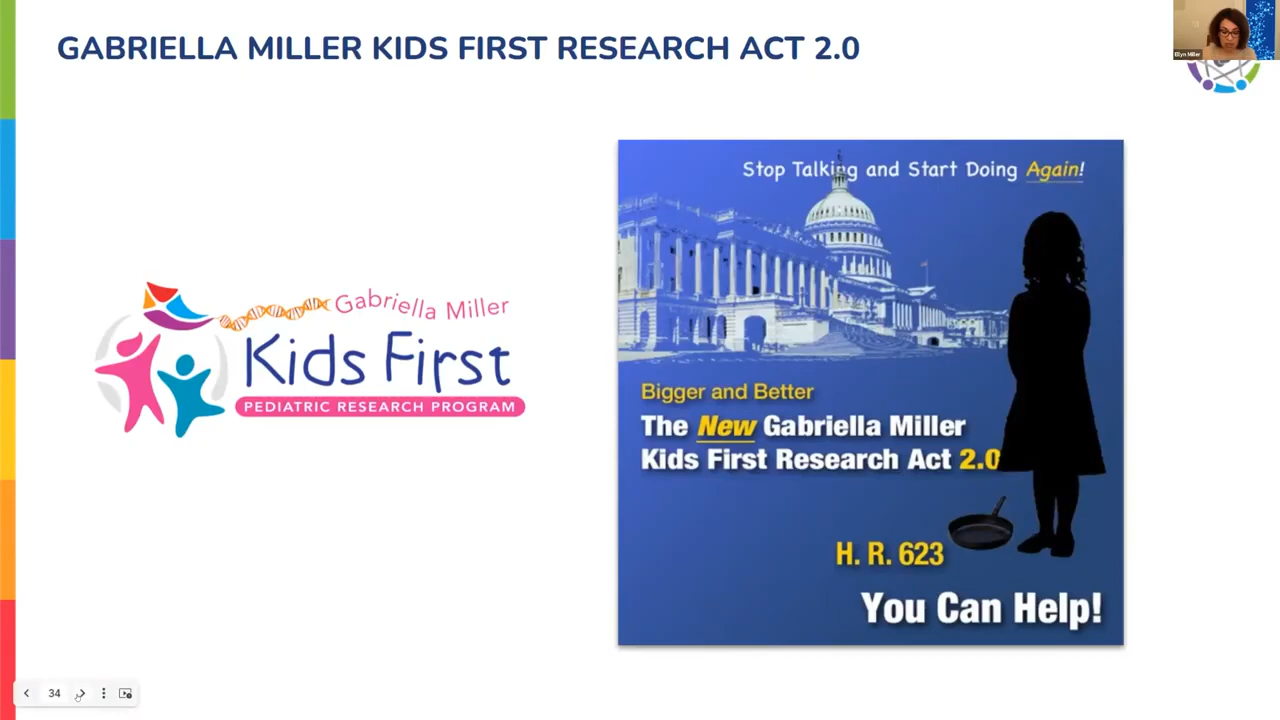 GABRIELLA MILLER KIDS FIRST RESEARCH ACT 2.0
Ellyn Miller
Stop Talking and Start Doing Again!
Gabriella Miller
Kids First
PEDIATRIC RESEARCH PROGRAM
Bigger and Better
The New Gabriella Miller
Kids First Research Act 2.0
H. R. 623
You Can Help!
34